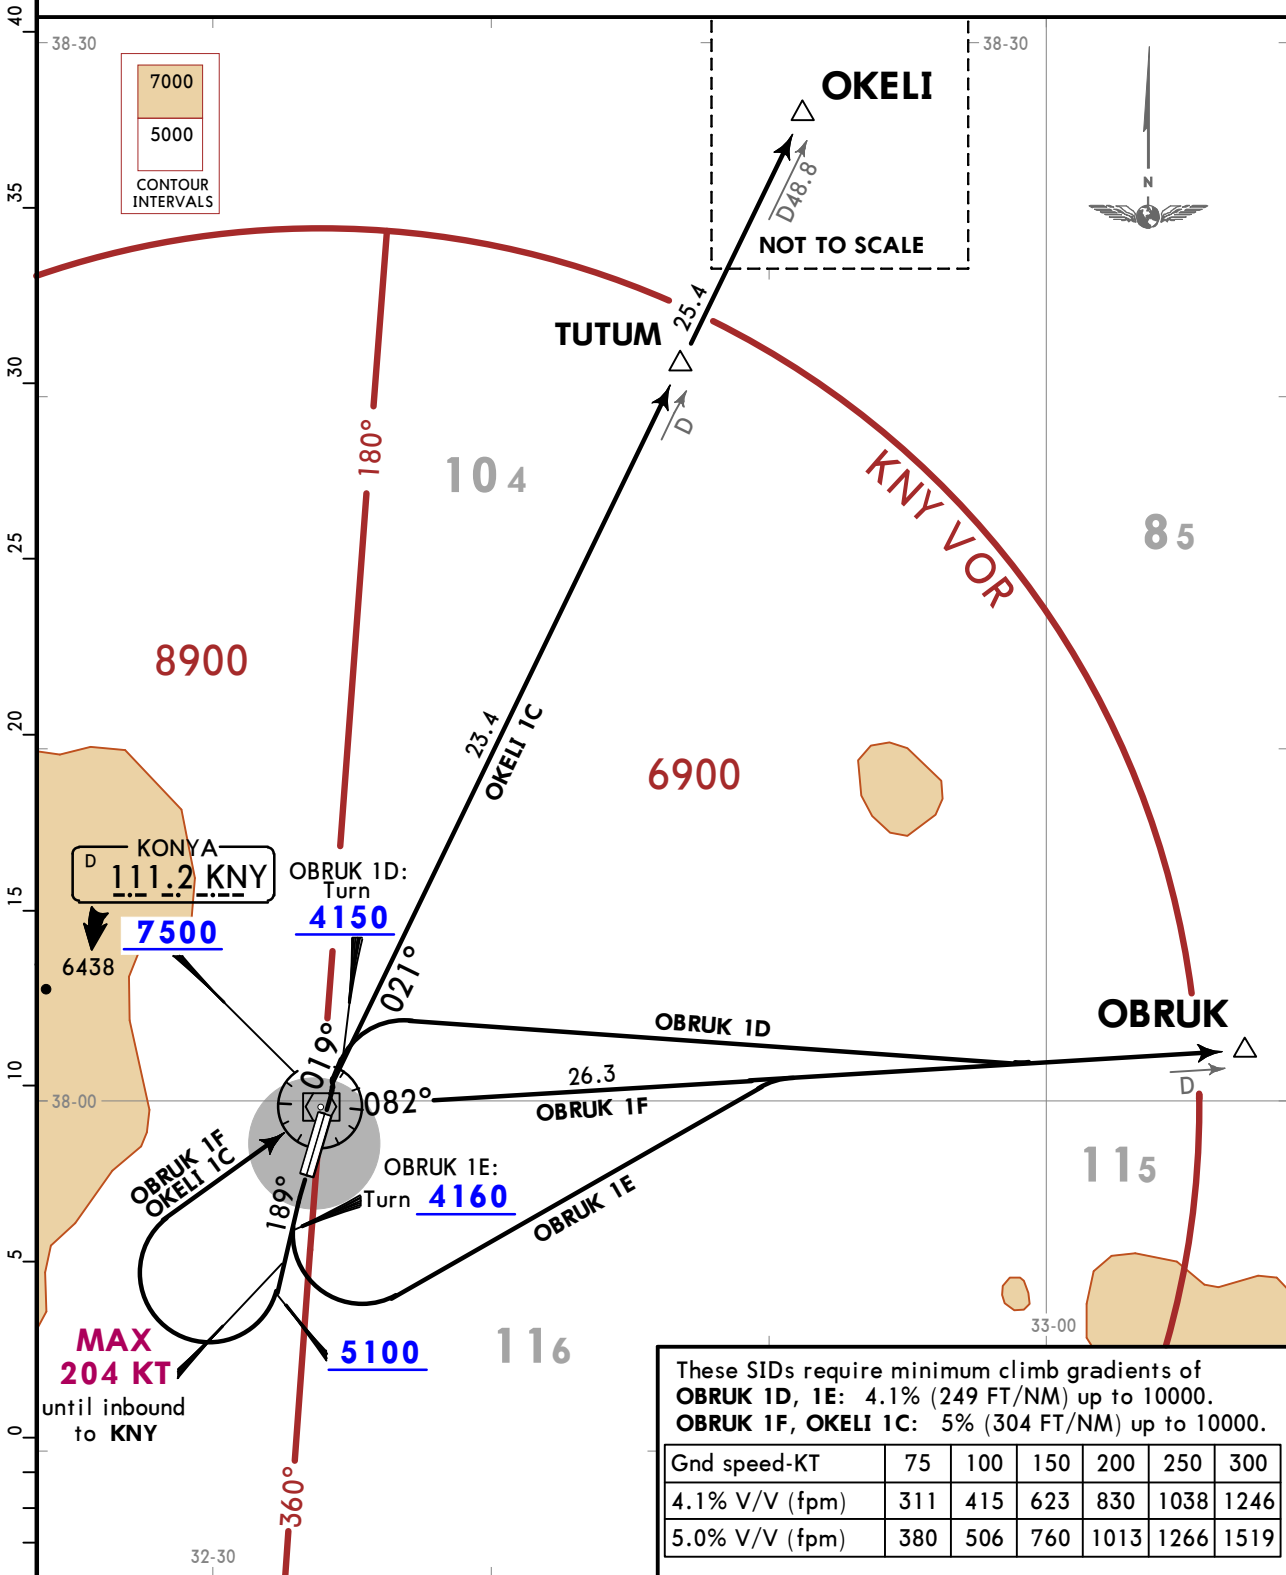 40
38-30
38-30
7000
5000
CONTOUR
INTERVALS
OKELI
D48.8
N
35
NOT TO SCALE
25.4
TUTUM
30
D
180°
104
KNY VOR
85
25
8900
20
23.4
OKELI 1C
6900
KONYA
D 111.2 KNY
OBRUK 1D:
Turn
4150
15
7500
6438
021°
OBRUK 1D
OBRUK
019°
10
26.3
D
38-00
082°
OBRUK 1F
OBRUK 1F
OKELI 1C
OBRUK 1E:
Turn 4160
115
189°
OBRUK 1E
5
33-00
MAX
204 KT
until inbound
to KNY
5100
116
0
These SIDs require minimum climb gradients of
OBRUK 1D, 1E: 4.1% (249 FT/NM) up to 10000.
OBRUK 1F, OKELI 1C: 5% (304 FT/NM) up to 10000.
Gnd speed-KT 75 100 150 200 250 300
4.1% V/V (fpm) 311 415 623 830 1038 1246
5.0% V/V (fpm) 380 506 760 1013 1266 1519
360°
32-30